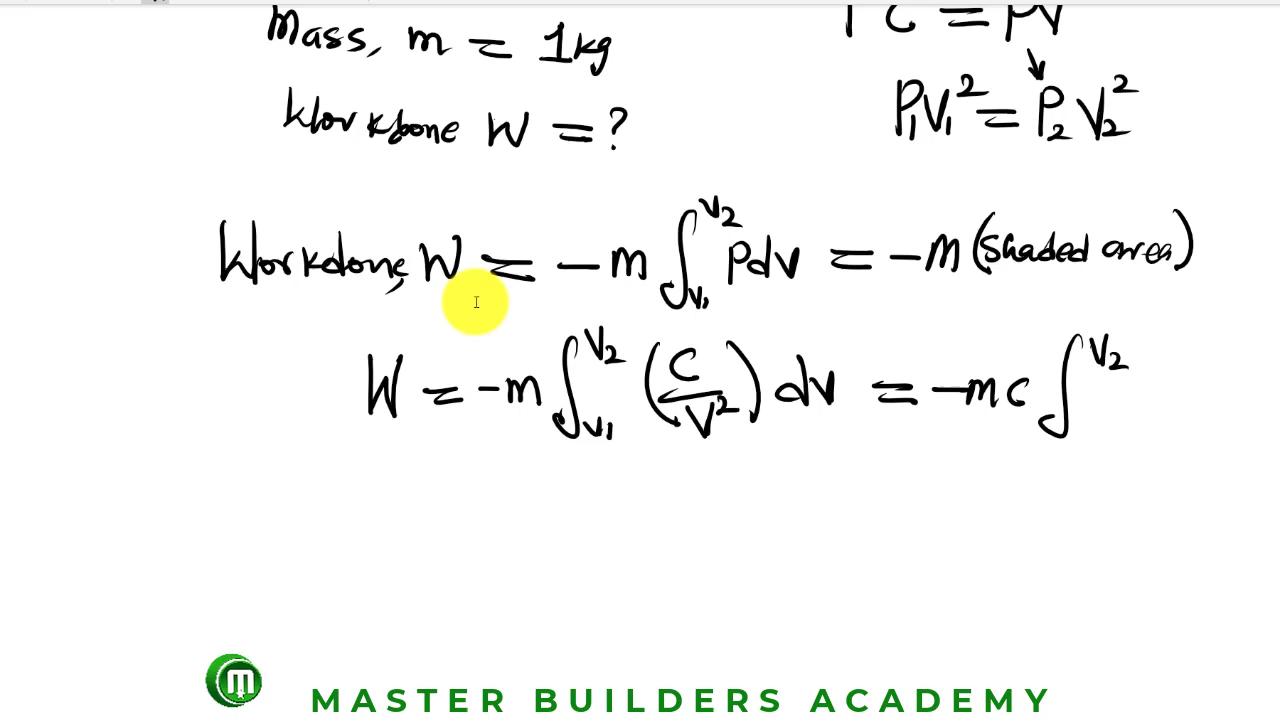 Mass, m = 1kg
C = PV
Workdone W = ?
P₁V₁² = P₂V₂²
Workdone, W = -m ∫v₁^v₂ Pdv = -m (shaded area)
W = -m ∫v₁^v₂ (C/V²) dv = -mc ∫^v₂
m
MASTER BUILDERS ACADEMY